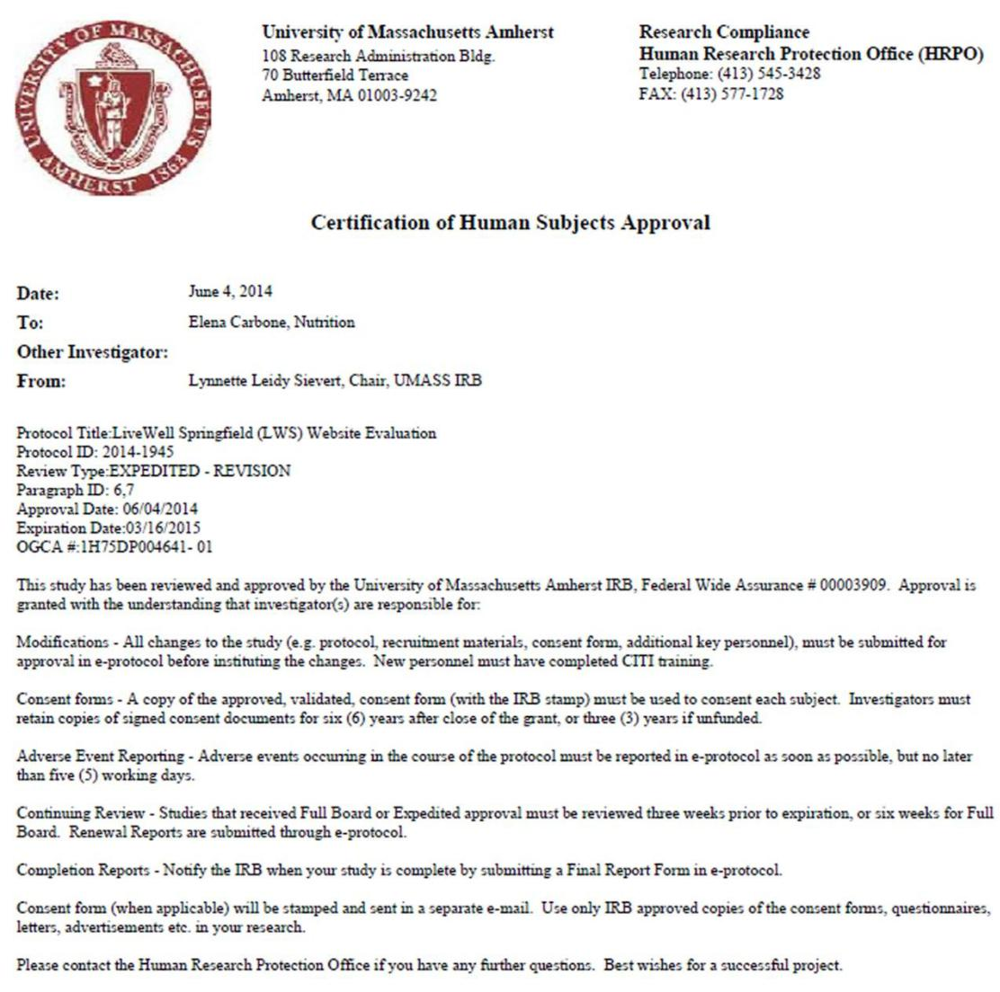 UNIVERSITY OF MASSACHUSETTS
AMHERST 1863
University of Massachusetts Amherst
108 Research Administration Bldg.
70 Butterfield Terrace
Amherst, MA 01003-9242
Research Compliance
Human Research Protection Office (HRPO)
Telephone: (413) 545-3428
FAX: (413) 577-1728
Certification of Human Subjects Approval
Date: June 4, 2014
To: Elena Carbone, Nutrition
Other Investigator:
From: Lynnette Leidy Sievert, Chair, UMASS IRB
Protocol Title:LiveWell Springfield (LWS) Website Evaluation
Protocol ID: 2014-1945
Review Type:EXPEDITED - REVISION
Paragraph ID: 6,7
Approval Date: 06/04/2014
Expiration Date:03/16/2015
OGCA #:1H75DP004641- 01
This study has been reviewed and approved by the University of Massachusetts Amherst IRB, Federal Wide Assurance # 00003909. Approval is
granted with the understanding that investigator(s) are responsible for:
Modifications - All changes to the study (e.g. protocol, recruitment materials, consent form, additional key personnel), must be submitted for
approval in e-protocol before instituting the changes. New personnel must have completed CITI training.
Consent forms - A copy of the approved, validated, consent form (with the IRB stamp) must be used to consent each subject. Investigators must
retain copies of signed consent documents for six (6) years after close of the grant, or three (3) years if unfunded.
Adverse Event Reporting - Adverse events occurring in the course of the protocol must be reported in e-protocol as soon as possible, but no later
than five (5) working days.
Continuing Review - Studies that received Full Board or Expedited approval must be reviewed three weeks prior to expiration, or six weeks for Full
Board. Renewal Reports are submitted through e-protocol.
Completion Reports - Notify the IRB when your study is complete by submitting a Final Report Form in e-protocol.
Consent form (when applicable) will be stamped and sent in a separate e-mail. Use only IRB approved copies of the consent forms, questionnaires,
letters, advertisements etc. in your research.
Please contact the Human Research Protection Office if you have any further questions. Best wishes for a successful project.